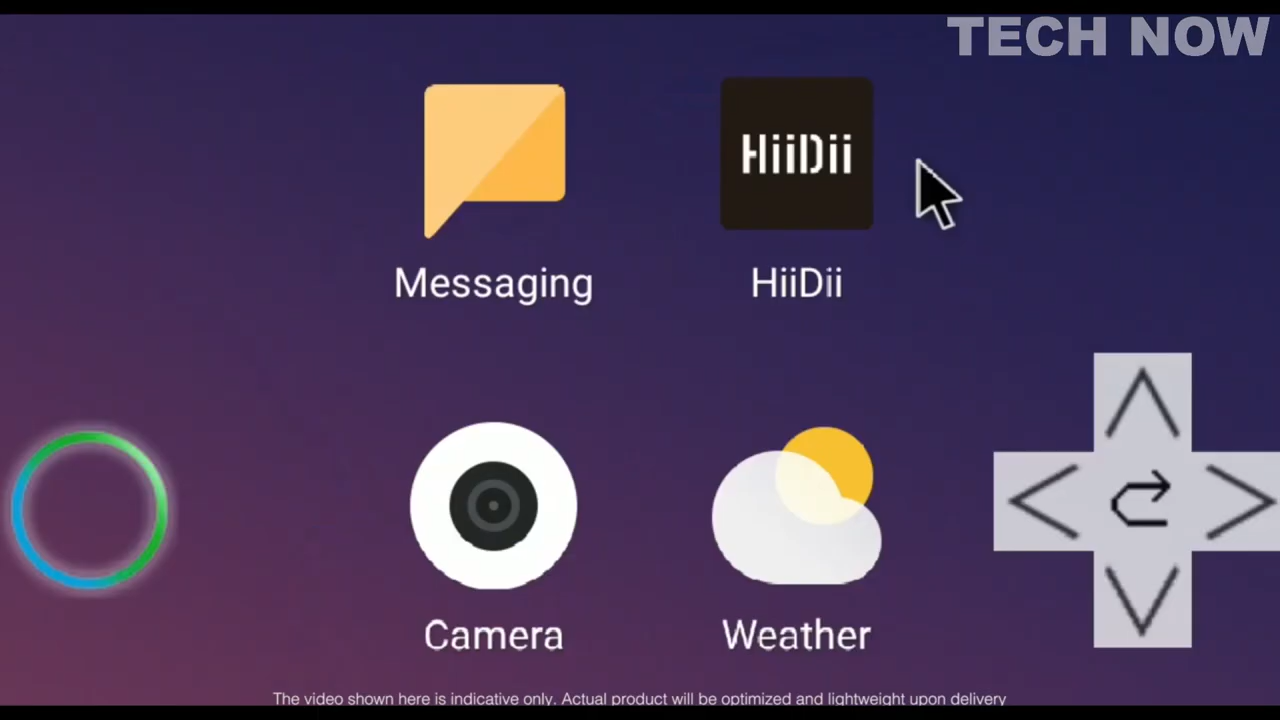 TECH NOW
HiiDii
Messaging
HiiDii
Camera
Weather
The video shown here is indicative only. Actual product will be optimized and lightweight upon delivery